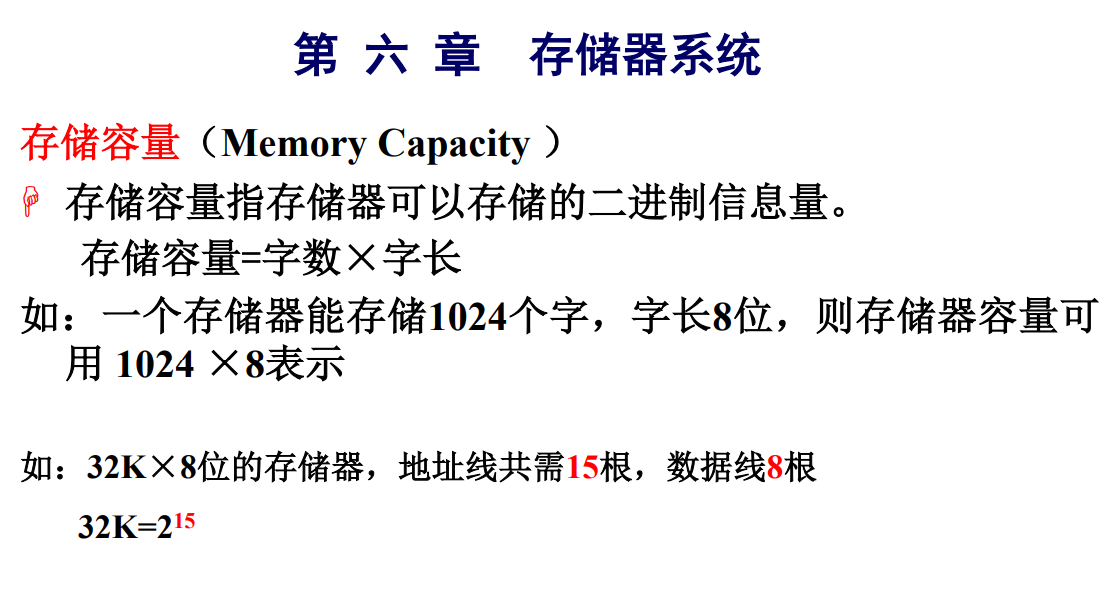 第 六 章 存储器系统
存储容量（Memory Capacity ）
☟ 存储容量指存储器可以存储的二进制信息量。
存储容量=字数×字长
如：一个存储器能存储1024个字，字长8位，则存储器容量可
用 1024 ×8表示
如：32K×8位的存储器，地址线共需15根，数据线8根
32K=2¹⁵